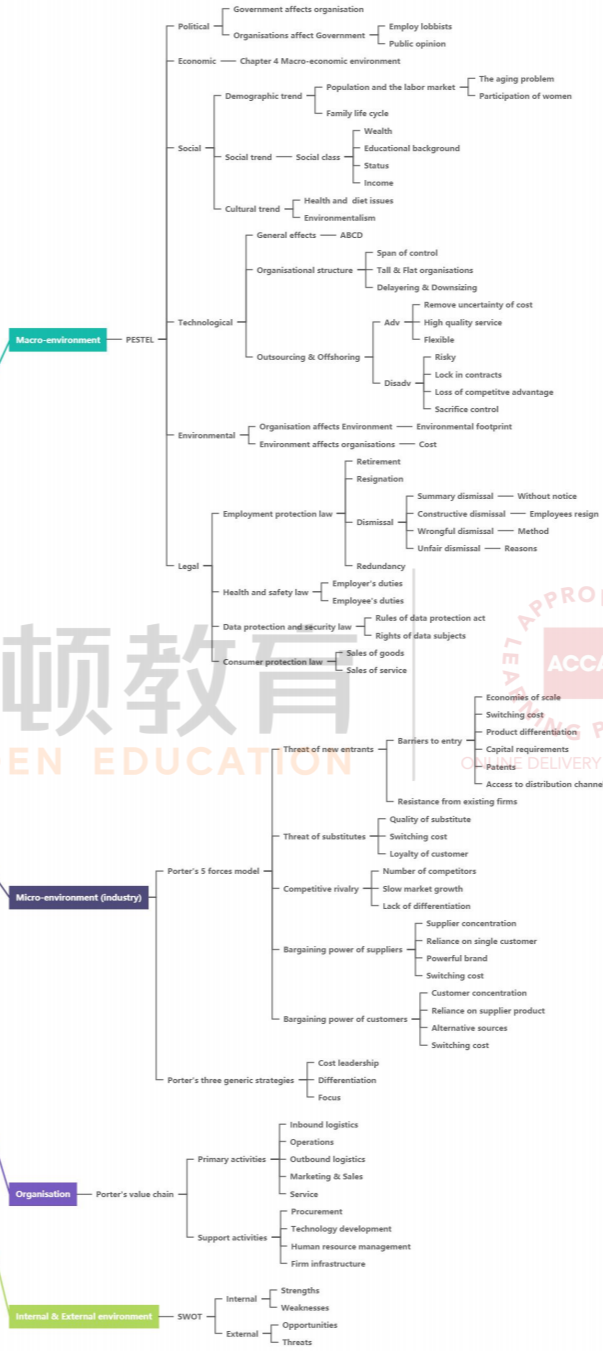 Government affects organisation
Political
Organisations affect Government
Employ lobbists
Public opinion
Economic
Chapter 4 Macro-economic environment
The aging problem
Population and the labor market
Participation of women
Demographic trend
Family life cycle
Wealth
Educational background
Social
Social trend
Social class
Status
Income
Health and diet issues
Cultural trend
Environmentalism
General effects
ABCD
Span of control
Organisational structure
Tall & Flat organisations
Delayering & Downsizing
Remove uncertainty of cost
Technological
Adv
High quality service
Macro-environment
PESTEL
Flexible
Outsourcing & Offshoring
Risky
Lock in contracts
Disadv
Loss of competitve advantage
Sacrifice control
Organisation affects Environment
Environmental footprint
Environmental
Environment affects organisations
Cost
Retirement
Resignation
Summary dismissal
Without notice
Employment protection law
Constructive dismissal
Employees resign
Dismissal
Wrongful dismissal
Method
Unfair dismissal
Reasons
Legal
Redundancy
Employer's duties
Health and safety law
Employee's duties
Rules of data protection act
Data protection and security law
Rights of data subjects
Sales of goods
Consumer protection law
Sales of service
顿教育
EN EDUCATION
APPRO
LEARNING P
ACCA
ONLINE DELIVERY
Economies of scale
Switching cost
Product differentiation
Threat of new entrants
Barriers to entry
Capital requirements
Patents
Access to distribution channe
Resistance from existing firms
Quality of substitute
Threat of substitutes
Switching cost
Loyalty of customer
Porter's 5 forces model
Number of competitors
Competitive rivalry
Slow market growth
Micro-environment (industry)
Lack of differentiation
Supplier concentration
Reliance on single customer
Bargaining power of suppliers
Powerful brand
Switching cost
Customer concentration
Reliance on supplier product
Bargaining power of customers
Alternative sources
Switching cost
Cost leadership
Porter's three generic strategies
Differentiation
Focus
Inbound logistics
Operations
Primary activities
Outbound logistics
Marketing & Sales
Organisation
Porter's value chain
Service
Procurement
Technology development
Support activities
Human resource management
Firm infrastructure
Strengths
Internal
Weaknesses
Internal & External environment
SWOT
Opportunities
External
Threats